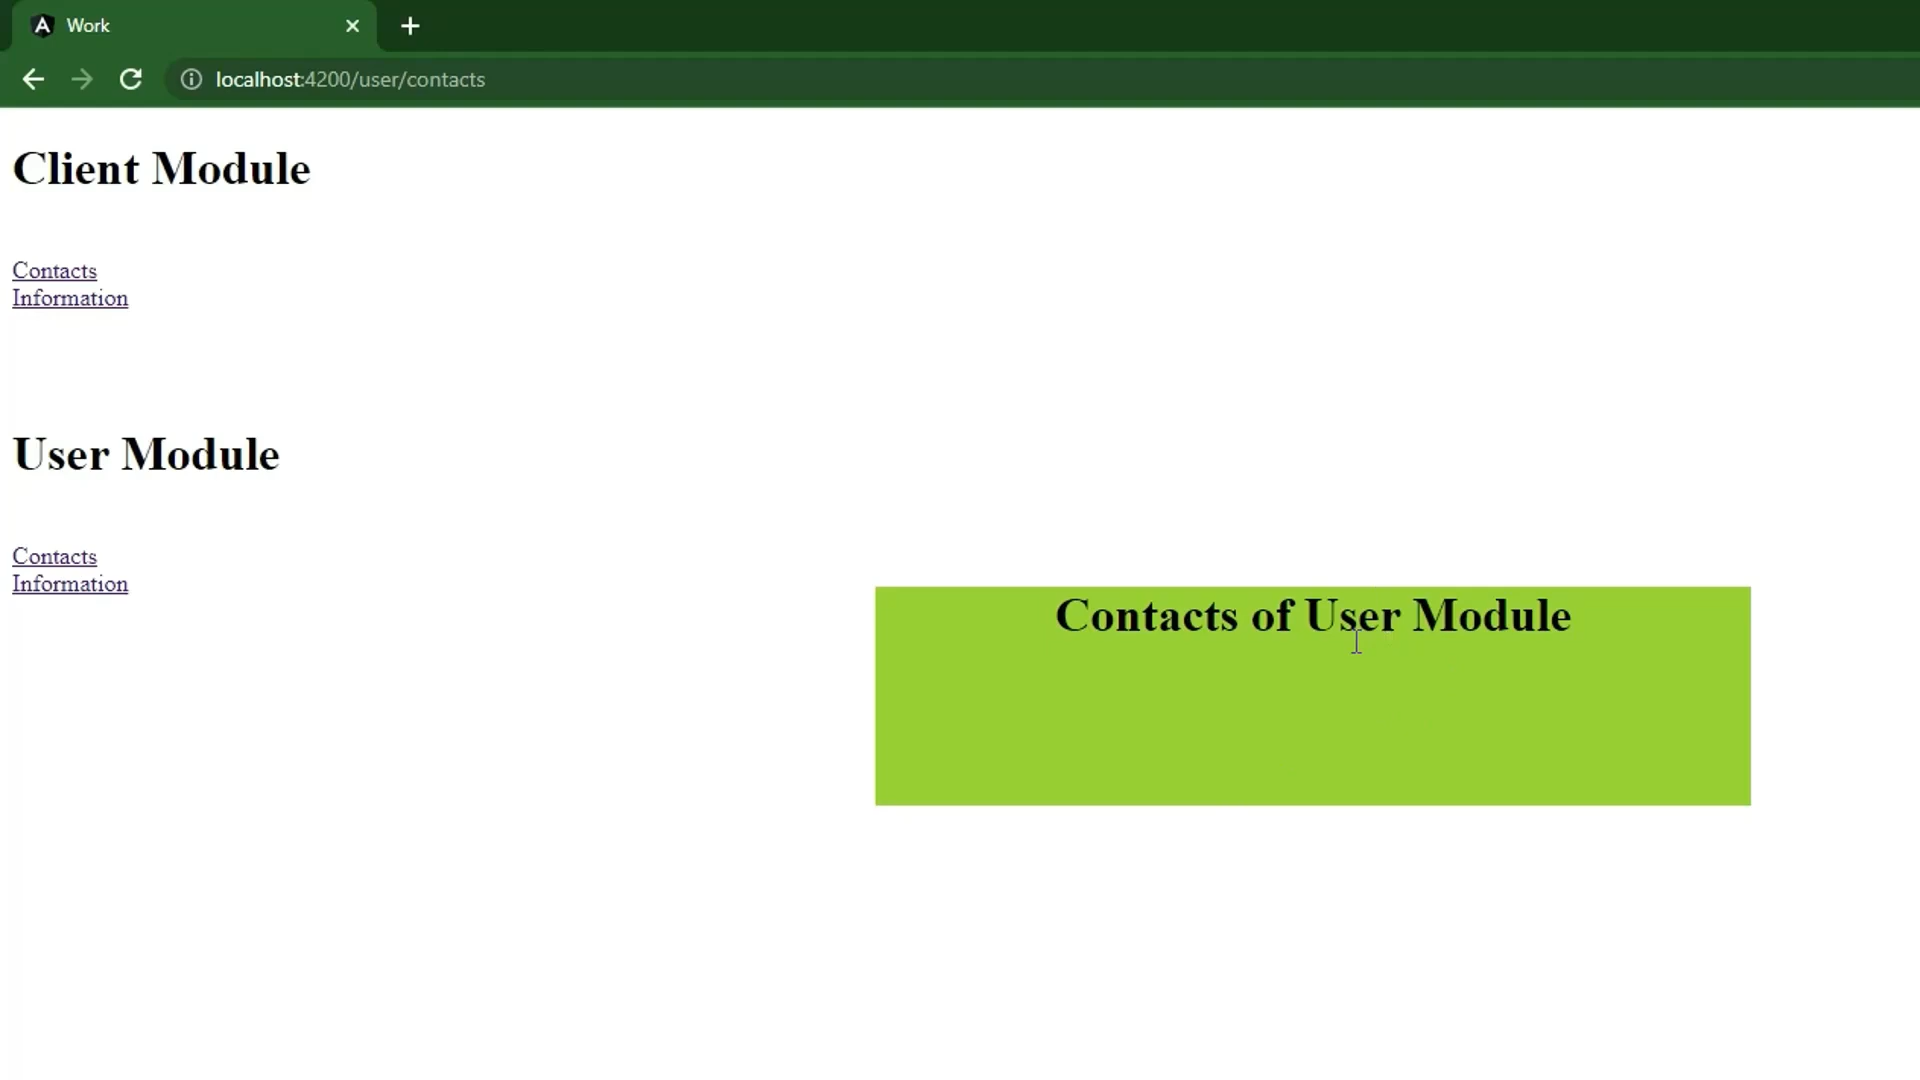 Work
localhost:4200/user/contacts
Client Module
Contacts
Information
User Module
Contacts
Information
Contacts of User Module